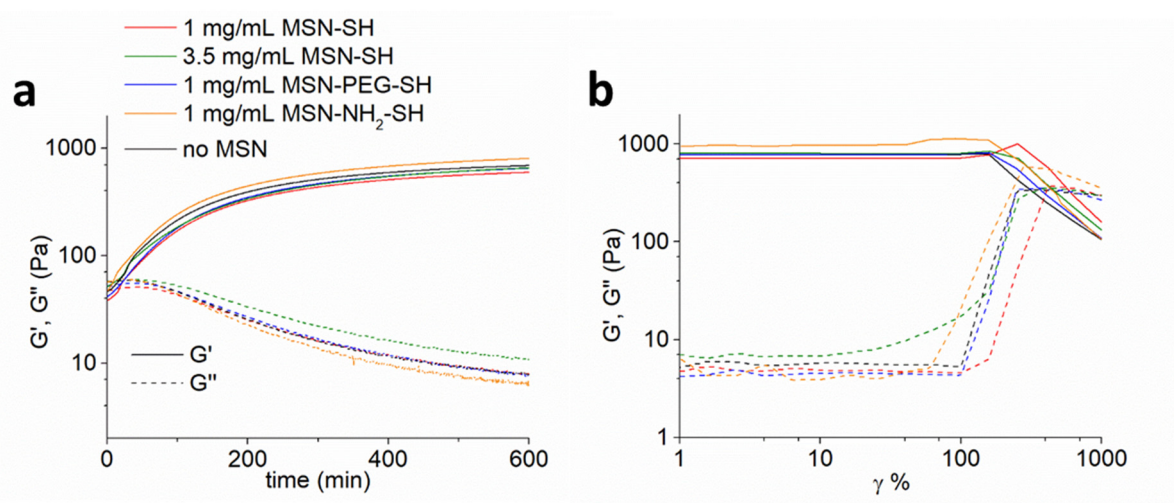 a
1 mg/mL MSN-SH
3.5 mg/mL MSN-SH
1 mg/mL MSN-PEG-SH
1 mg/mL MSN-NH₂-SH
no MSN
G', G" (Pa)
1000
100
10
G'
G"
0
200
400
600
time (min)
b
G', G" (Pa)
1000
100
10
1
1
10
100
1000
γ %